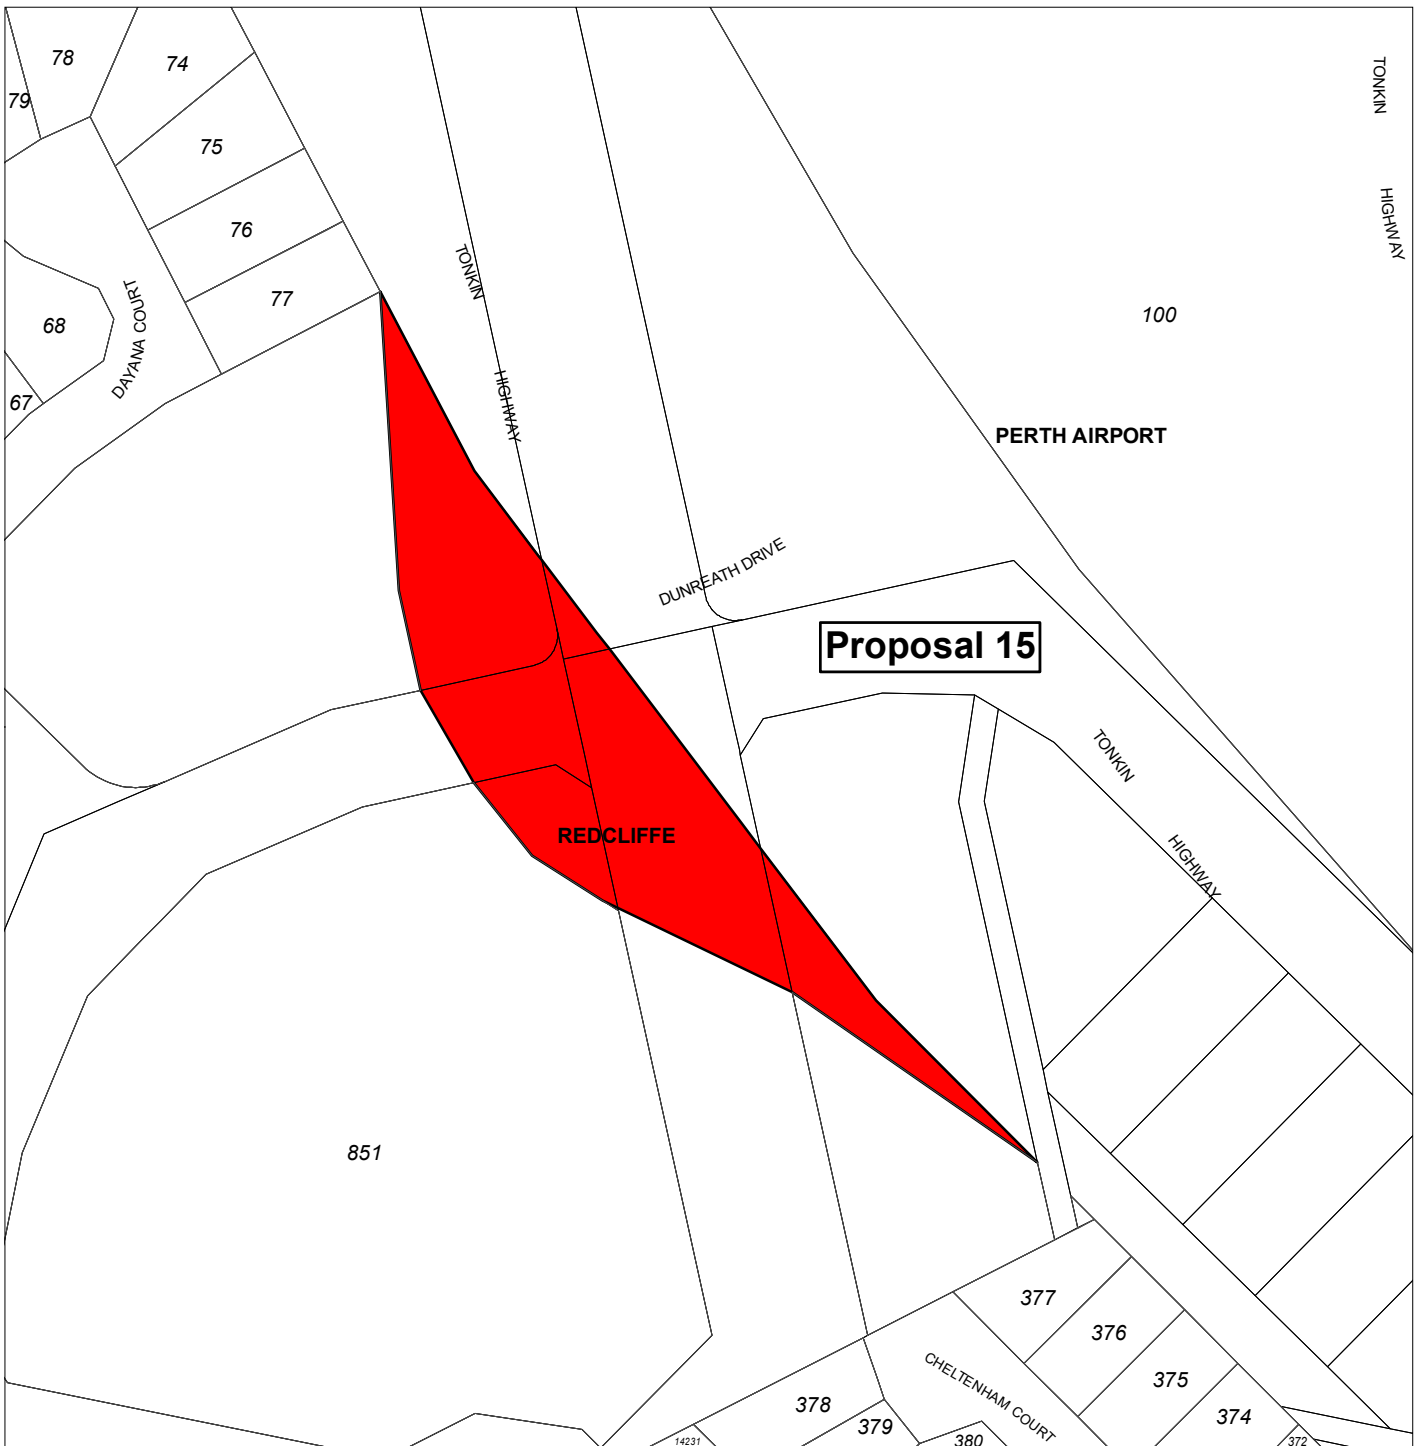 78
74
TONKIN
79
75
HIGHWAY
76
TONKIN
77
68
DAYANA COURT
100
67
HIGHWAY
PERTH AIRPORT
DUNREATH DRIVE
Proposal 15
TONKIN
REDCLIFFE
HIGHWAY
851
377
376
CHELTENHAM COURT
375
378
374
379
14231
380
372